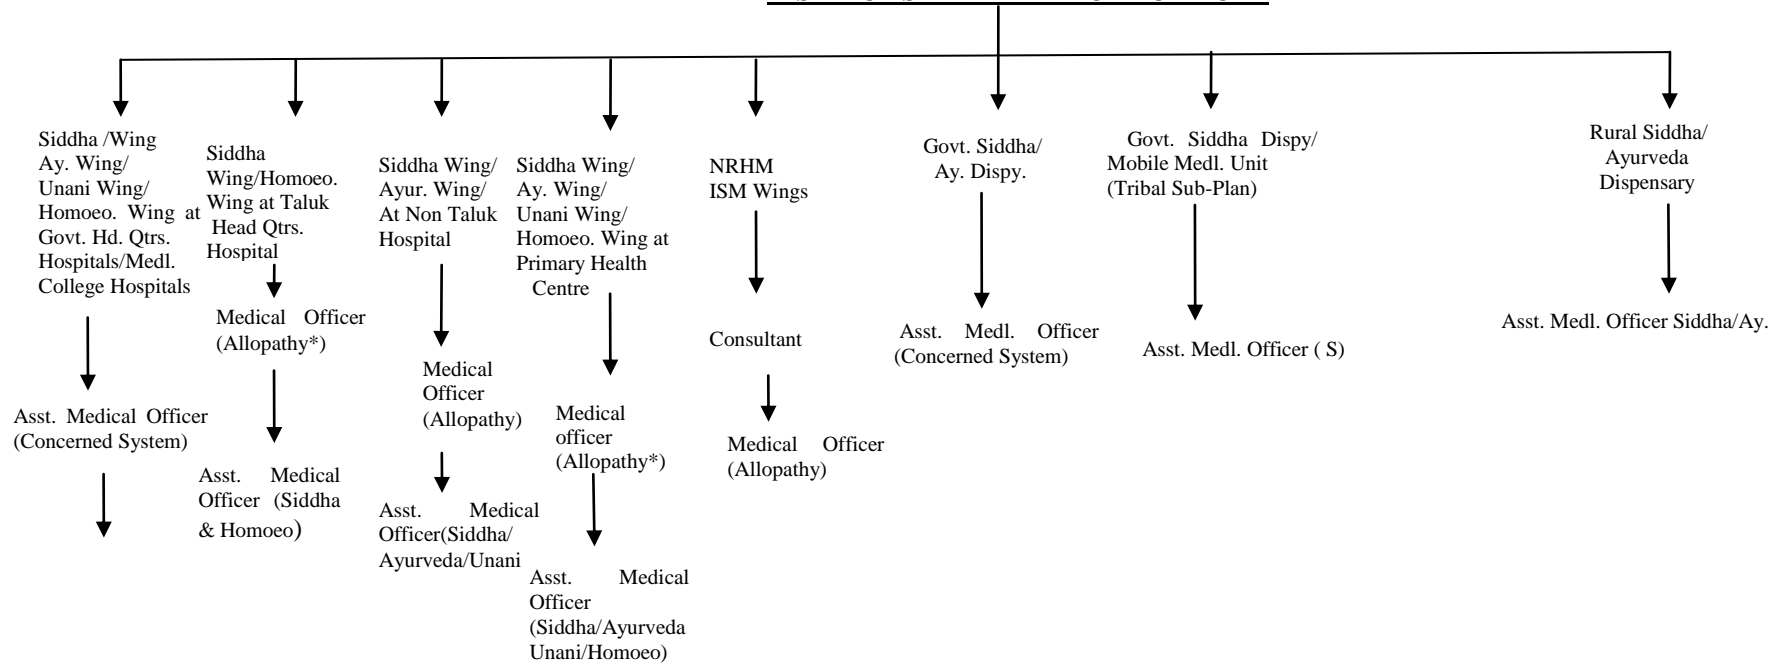 Siddha /Wing
Ay. Wing/
Unani Wing/
Homoeo. Wing at
Govt. Hd. Qtrs.
Hospitals/Medl.
College Hospitals
Asst. Medical Officer
(Concerned System)
Siddha
Wing/Homoeo.
Wing at Taluk
Head Qtrs.
Hospital
Medical Officer
(Allopathy*)
Asst. Medical
Officer (Siddha
& Homoeo)
Siddha Wing/
Ayur. Wing/
At Non Taluk
Hospital
Medical
Officer
(Allopathy)
Asst. Medical
Officer(Siddha/
Ayurveda/Unani
Siddha Wing/
Ay. Wing/
Unani Wing/
Homoeo. Wing at
Primary Health
Centre
Medical
officer
(Allopathy*)
Asst. Medical
Officer
(Siddha/Ayurveda
Unani/Homoeo)
NRHM
ISM Wings
Consultant
Medical Officer
(Allopathy)
Govt. Siddha/
Ay. Dispy.
Asst. Medl. Officer
(Concerned System)
Govt. Siddha Dispy/
Mobile Medl. Unit
(Tribal Sub-Plan)
Asst. Medl. Officer ( S)
Rural Siddha/
Ayurveda
Dispensary
Asst. Medl. Officer Siddha/Ay.